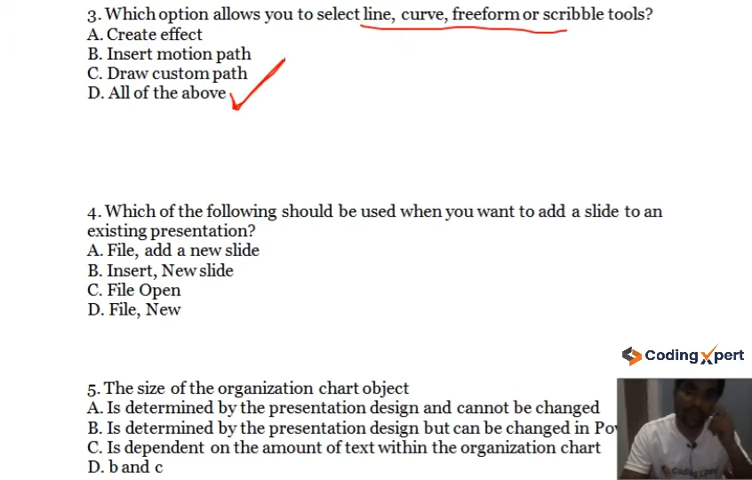 3. Which option allows you to select line, curve, freeform or scribble tools?
A. Create effect
B. Insert motion path
C. Draw custom path
D. All of the above
4. Which of the following should be used when you want to add a slide to an
existing presentation?
A. File, add a new slide
B. Insert, New slide
C. File Open
D. File, New
Coding Xpert
5. The size of the organization chart object
A. Is determined by the presentation design and cannot be changed
B. Is determined by the presentation design but can be changed in
C. Is dependent on the amount of text within the organization chart
D. b and c